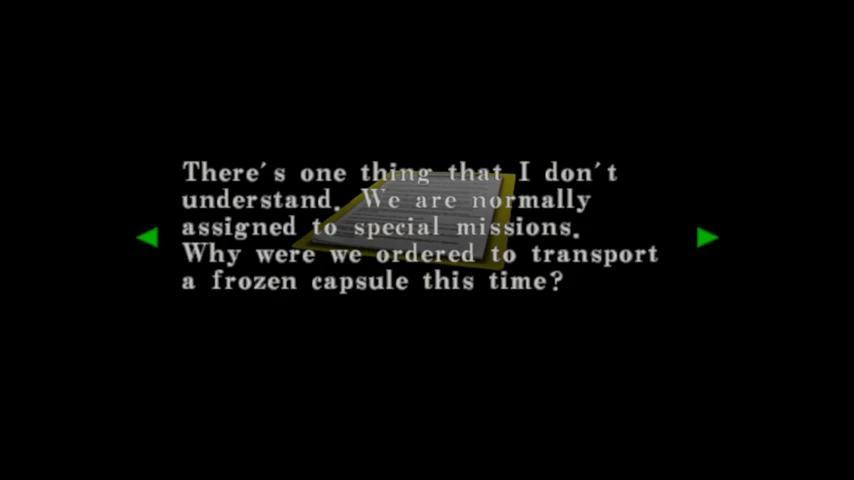 There's one thing that I don't
understand. We are normally
assigned to special missions.
Why were we ordered to transport
a frozen capsule this time?